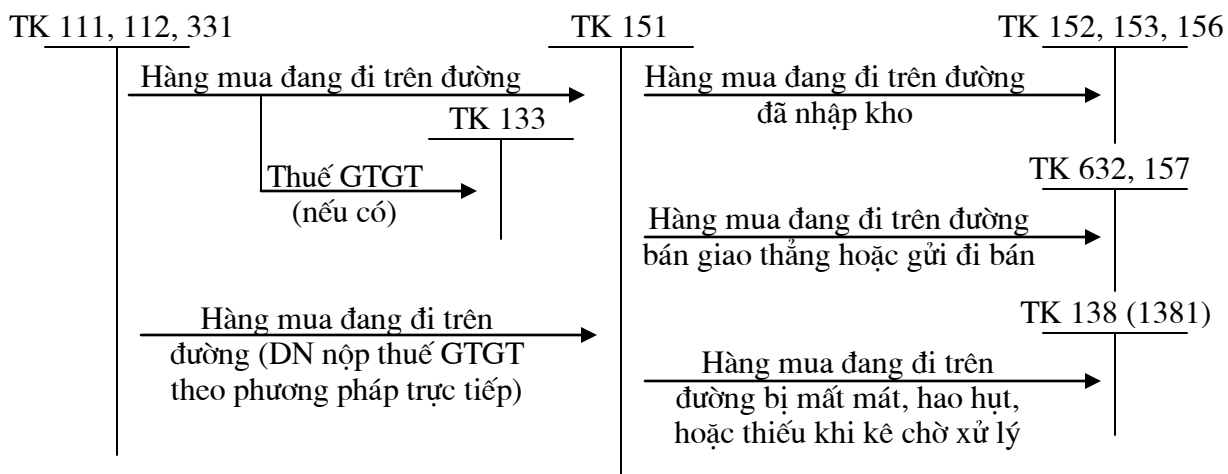 TK 111, 112, 331
TK 151
TK 152, 153, 156
Hàng mua đang đi trên đường
TK 133
Thuế GTGT
(nếu có)
Hàng mua đang đi trên đường
đã nhập kho
TK 632, 157
Hàng mua đang đi trên đường
bán giao thẳng hoặc gửi đi bán
Hàng mua đang đi trên
đường (DN nộp thuế GTGT
theo phương pháp trực tiếp)
TK 138 (1381)
Hàng mua đang đi trên
đường bị mất mát, hao hụt,
hoặc thiếu khi kê chờ xử lý